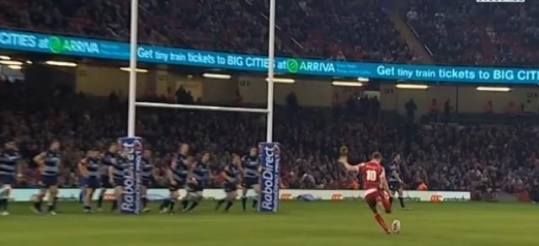 CITIES at ARRIVA Get tiny train tickets to BIG CITIES at ARRIVA Get tiny train tickets to BIG CITIES
RaboDirect RaboDirect
10